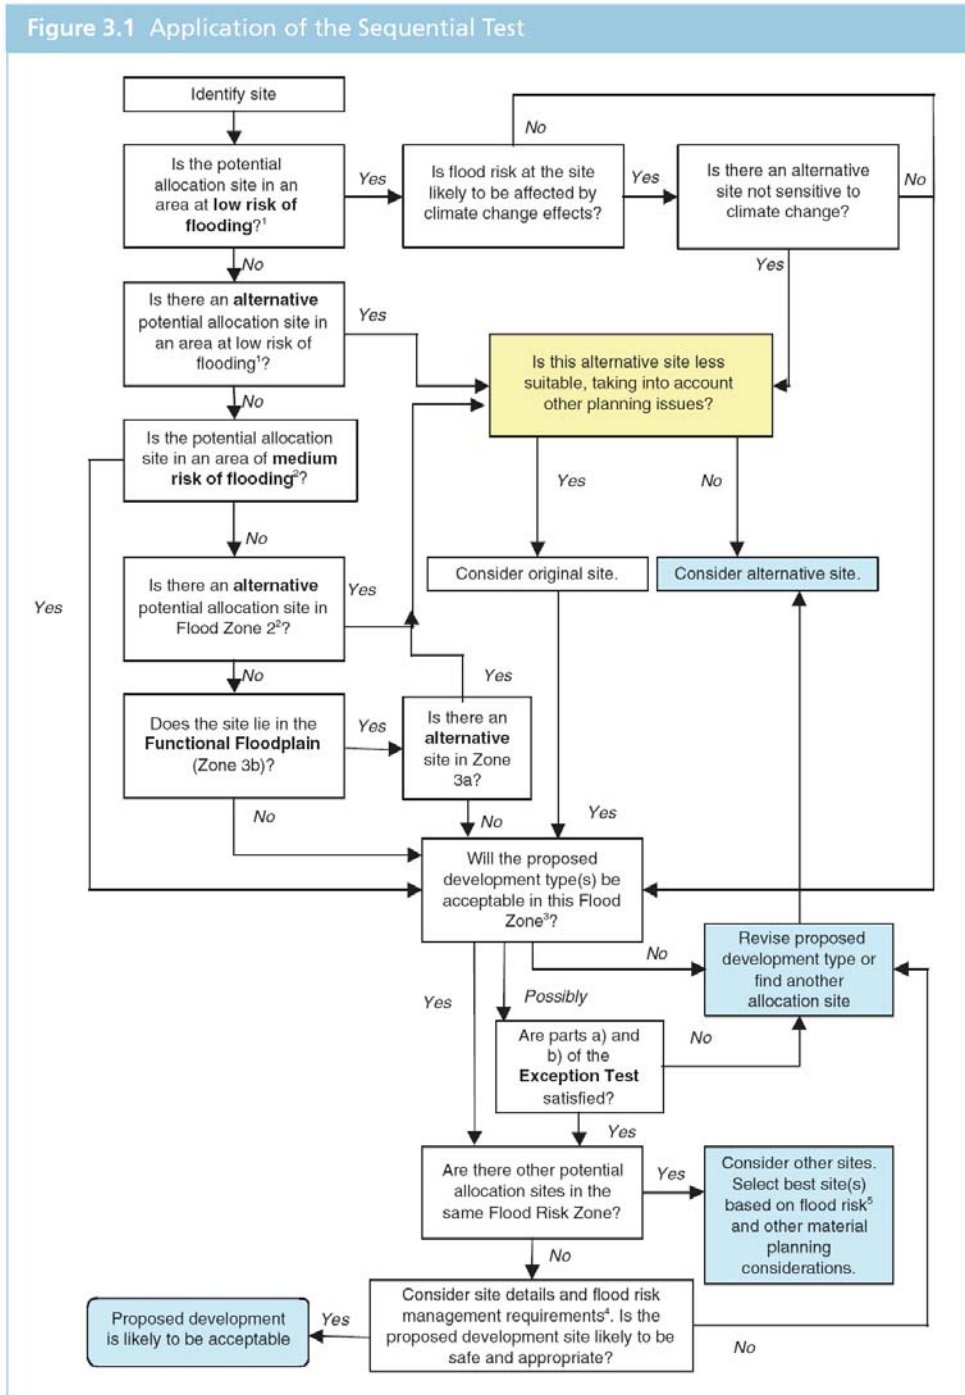 Figure 3.1 Application of the Sequential Test
Identify site
No
Is the potential
allocation site in an
area at low risk of
flooding?¹
Yes
Is flood risk at the site
likely to be affected by
climate change effects?
Yes
Is there an alternative
site not sensitive to
climate change?
No
No
Yes
Is there an alternative
potential allocation site in
an area at low risk of
flooding¹?
Yes
Is this alternative site less
suitable, taking into account
other planning issues?
No
Is the potential allocation
site in an area of medium
risk of flooding²?
Yes
No
No
Is there an alternative
potential allocation site in
Flood Zone 2²?
Yes
Consider original site.
Consider alternative site.
Yes
No
Yes
Does the site lie in the
Functional Floodplain
(Zone 3b)?
Yes
Is there an
alternative
site in Zone
3a?
No
No
Yes
Will the proposed
development type(s) be
acceptable in this Flood
Zone³?
No
Revise proposed
development type or
find another
allocation site
Yes
Possibly
Are parts a) and
b) of the
Exception Test
satisfied?
No
Yes
Are there other potential
allocation sites in the
same Flood Risk Zone?
Yes
Consider other sites.
Select best site(s)
based on flood risk⁵
and other material
planning
considerations.
No
Consider site details and flood risk
management requirements⁴. Is the
proposed development site likely to be
safe and appropriate?
Yes
Proposed development
is likely to be acceptable
No